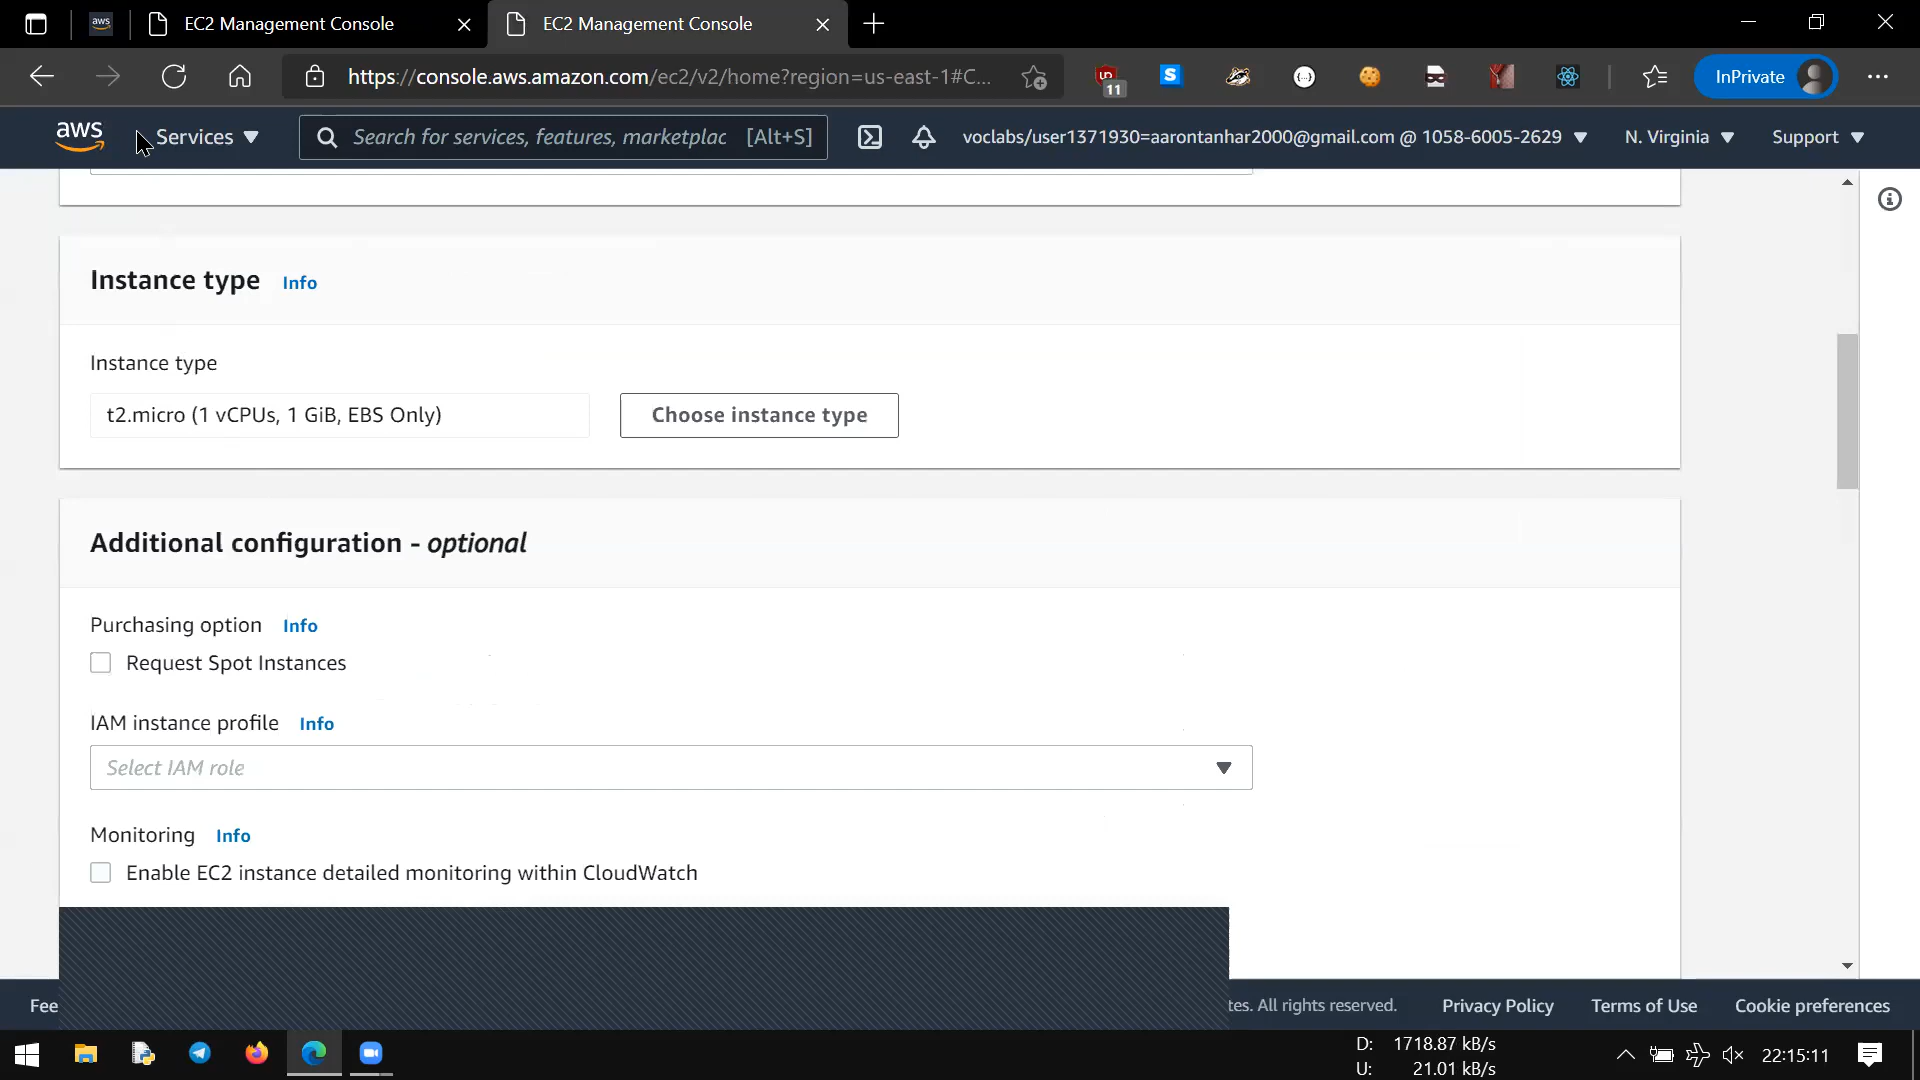 EC2 Management Console
EC2 Management Console
https://console.aws.amazon.com/ec2/v2/home?region=us-east-1#C...
11
InPrivate
aws
Services
Search for services, features, marketplac [Alt+S]
voclabs/user1371930=aarontanhar2000@gmail.com @ 1058-6005-2629
N. Virginia
Support
Instance type Info
Instance type
t2.micro (1 vCPUs, 1 GiB, EBS Only)
Choose instance type
Additional configuration - optional
Purchasing option Info
Request Spot Instances
IAM instance profile Info
Select IAM role
Monitoring Info
Enable EC2 instance detailed monitoring within CloudWatch
Fee
tes. All rights reserved.
Privacy Policy
Terms of Use
Cookie preferences
D: 1718.87 kB/s
U: 21.01 kB/s
22:15:11